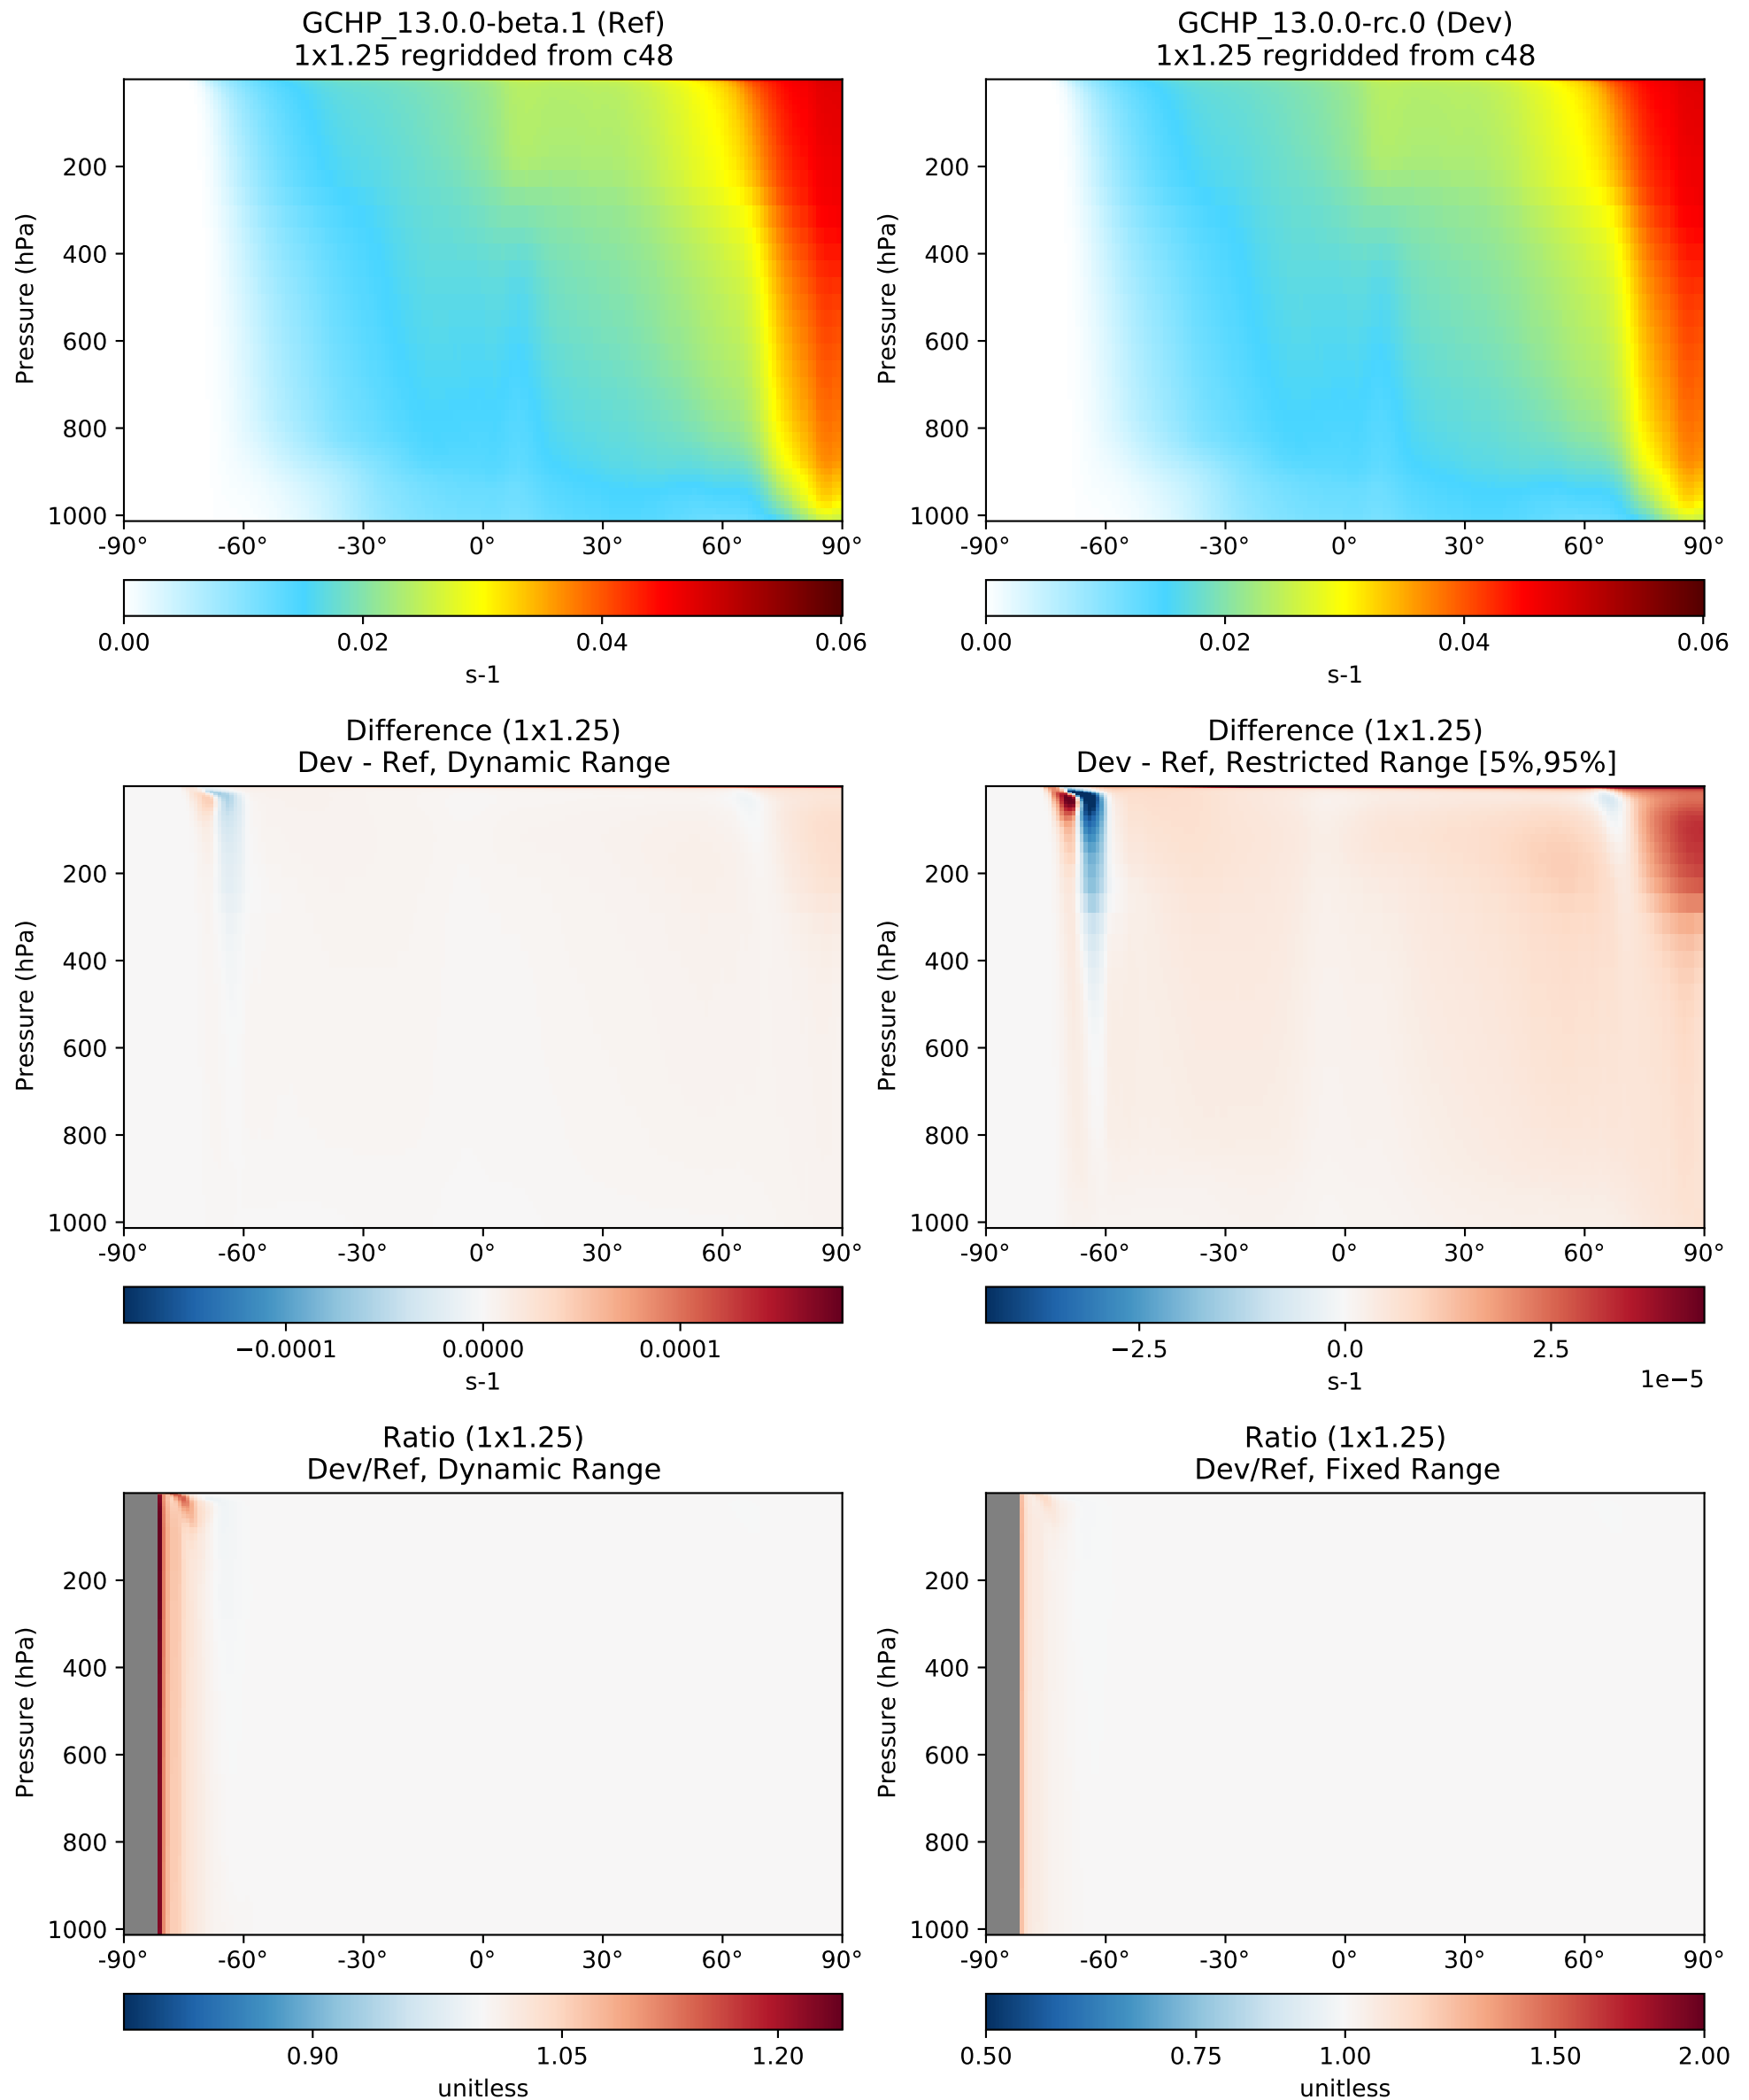 GCHP_13.0.0-beta.1 (Ref)
1x1.25 regridded from c48
GCHP_13.0.0-rc.0 (Dev)
1x1.25 regridded from c48
Pressure (hPa)
200
400
600
800
1000
-90° -60° -30° 0° 30° 60° 90°
0.00 0.02 0.04 0.06
s-1
Pressure (hPa)
200
400
600
800
1000
-90° -60° -30° 0° 30° 60° 90°
0.00 0.02 0.04 0.06
s-1
Difference (1x1.25)
Dev - Ref, Dynamic Range
Pressure (hPa)
200
400
600
800
1000
-90° -60° -30° 0° 30° 60° 90°
−0.0001 0.0000 0.0001
s-1
Difference (1x1.25)
Dev - Ref, Restricted Range [5%,95%]
Pressure (hPa)
200
400
600
800
1000
-90° -60° -30° 0° 30° 60° 90°
−2.5 0.0 2.5
s-1
1e−5
Ratio (1x1.25)
Dev/Ref, Dynamic Range
Pressure (hPa)
200
400
600
800
1000
-90° -60° -30° 0° 30° 60° 90°
0.90 1.05 1.20
unitless
Ratio (1x1.25)
Dev/Ref, Fixed Range
Pressure (hPa)
200
400
600
800
1000
-90° -60° -30° 0° 30° 60° 90°
0.50 0.75 1.00 1.50 2.00
unitless